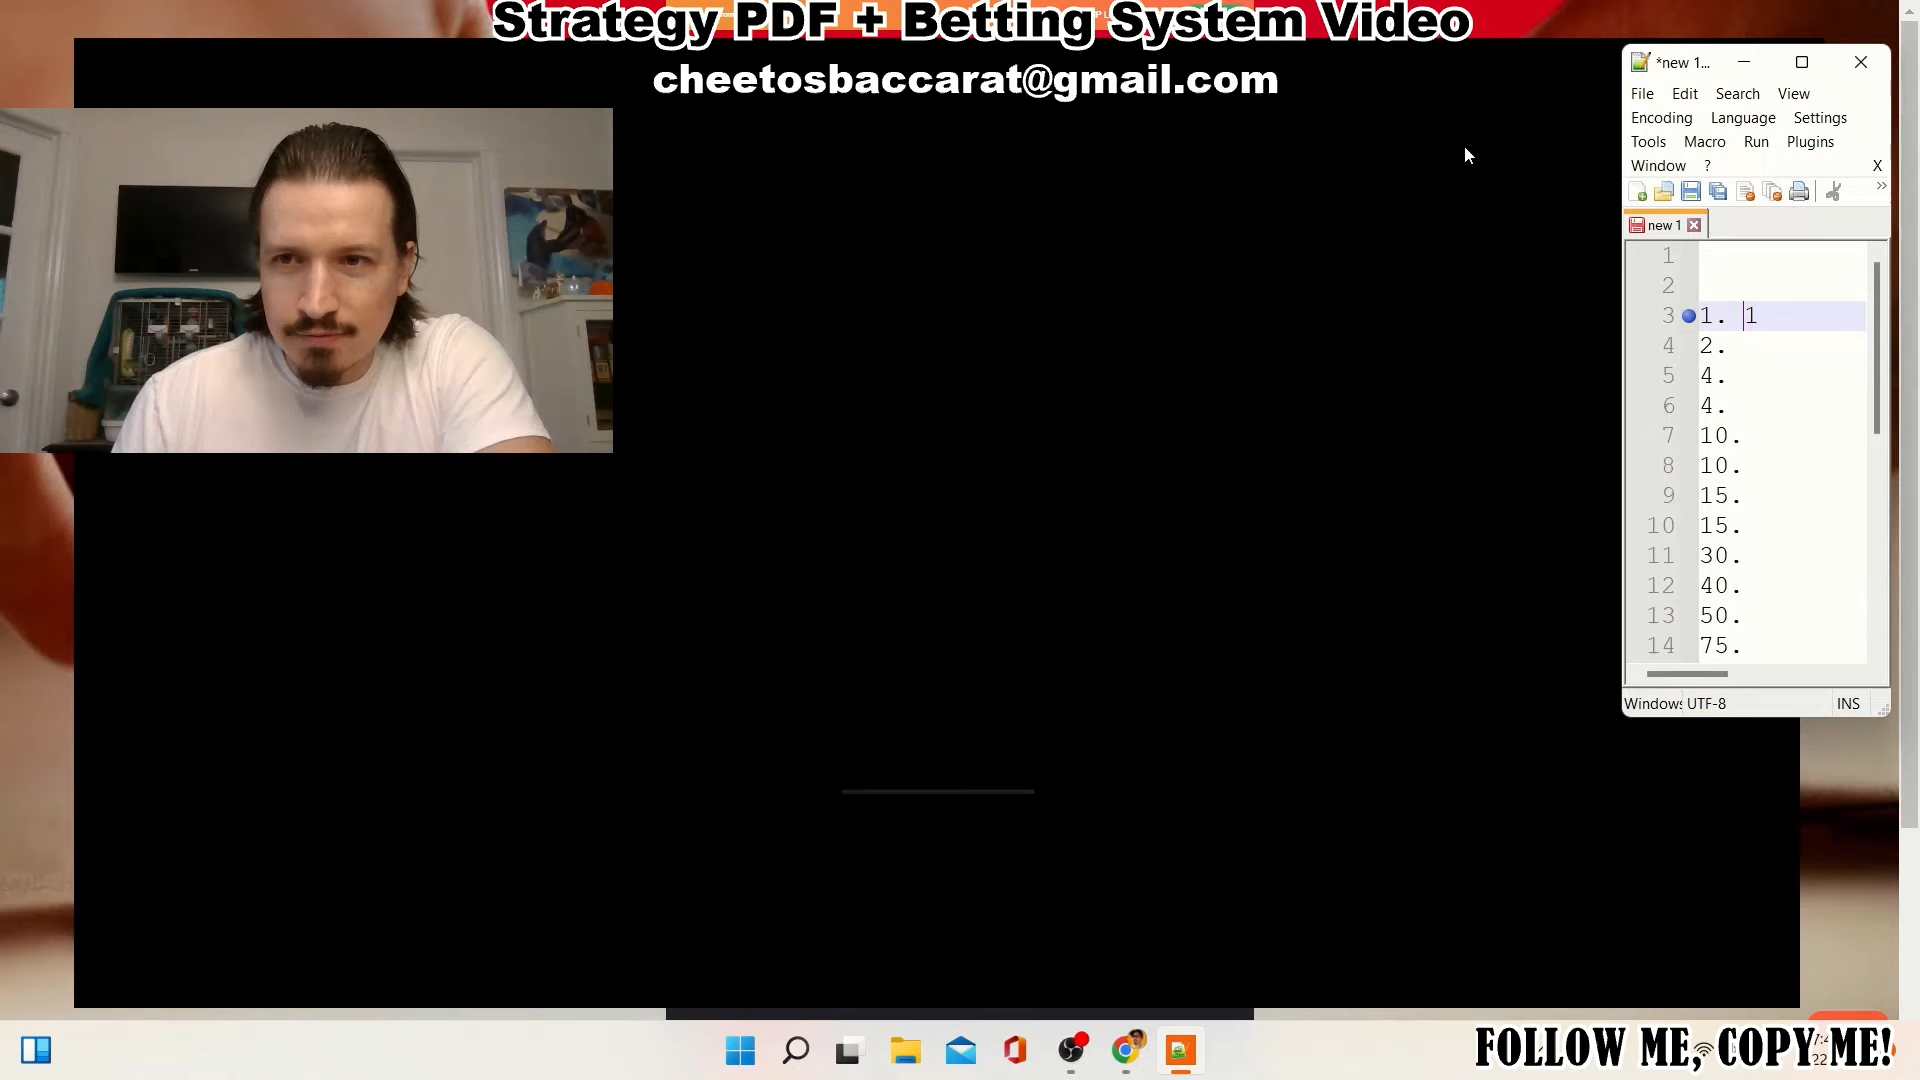 Strategy PDF + Betting System Video
cheetosbaccarat@gmail.com
*new 1...
File Edit Search View
Encoding Language Settings
Tools Macro Run Plugins
Window ? X
new 1
1
2
3 1. 1
4 2.
5 4.
6 4.
7 10.
8 10.
9 15.
10 15.
11 30.
12 40.
13 50.
14 75.
Windows UTF-8 INS
FOLLOW ME, COPY ME!